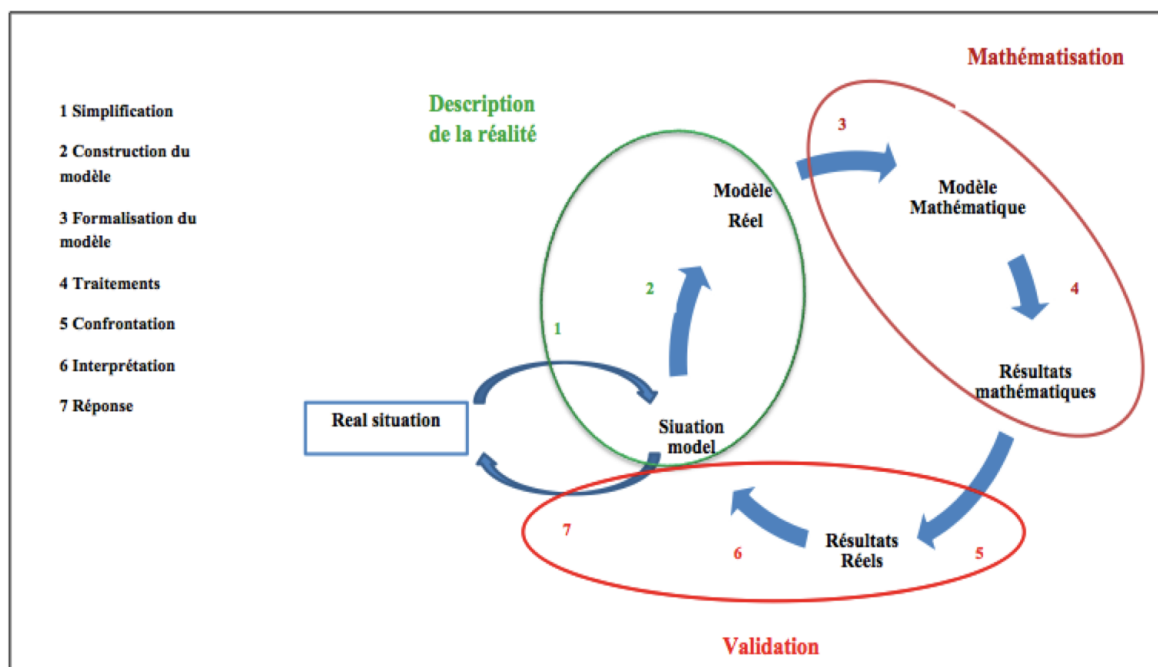 Mathématisation
1 Simplification
2 Construction du
modèle
3 Formalisation du
modèle
4 Traitements
5 Confrontation
6 Interprétation
7 Réponse
Description
de la réalité
3
Modèle
Réel
Modèle
Mathématique
2
4
1
Résultats
mathématiques
Real situation
Siuation
model
7
6
Résultats
Réels
5
Validation